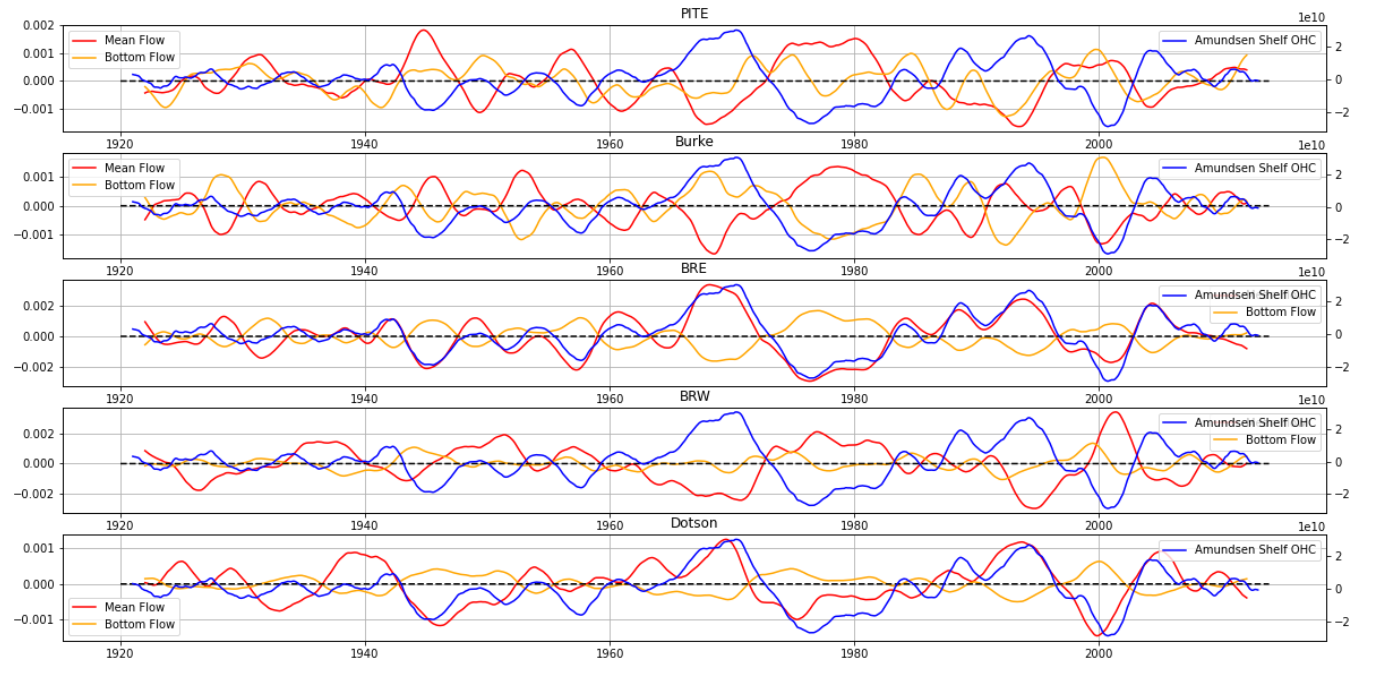 PITE
1e10
0.002
0.001
0.000
−0.001
Mean Flow
Bottom Flow
Amundsen Shelf OHC
2
0
−2
1920
1940
1960
1980
2000
Burke
1e10
0.001
0.000
−0.001
Mean Flow
Bottom Flow
Amundsen Shelf OHC
2
0
−2
1920
1940
1960
1980
2000
BRE
1e10
0.002
0.000
−0.002
Amundsen Shelf OHC
Bottom Flow
2
0
−2
1920
1940
1960
1980
2000
BRW
1e10
0.002
0.000
−0.002
Amundsen Shelf OHC
Bottom Flow
2
0
−2
1920
1940
1960
1980
2000
Dotson
1e10
0.001
0.000
−0.001
Mean Flow
Bottom Flow
Amundsen Shelf OHC
2
0
−2
1920
1940
1960
1980
2000